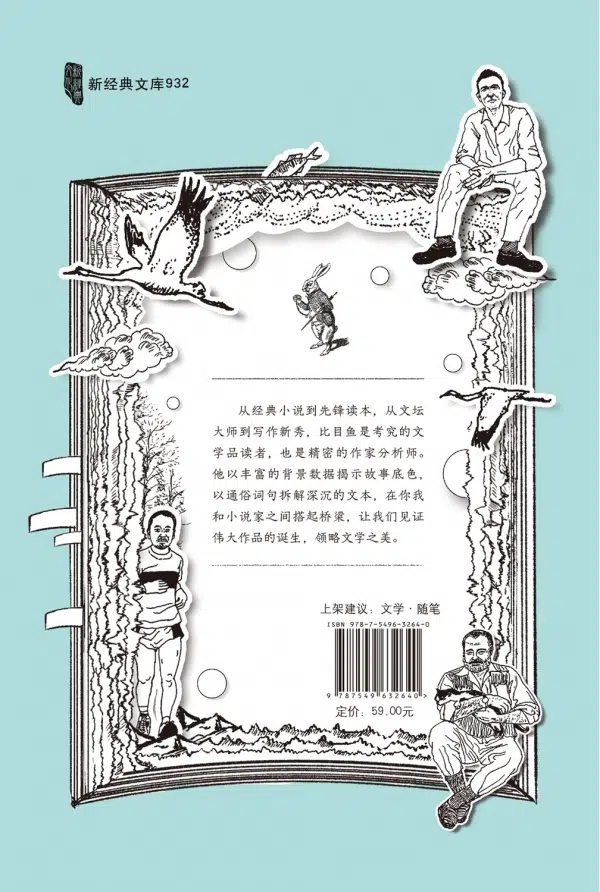 新经典文库932
从经典小说到先锋读本，从文坛
大师到写作新秀，比目鱼是考究的文
学品读者，也是精密的作家分析师。
他以丰富的背景数据揭示故事底色，
以通俗词句拆解深沉的文本，在你我
和小说家之间搭起桥梁，让我们见证
伟大作品的诞生，领略文学之美。
上架建议：文学·随笔
ISBN 978-7-5496-3264-0
9 787549 632640 >
定价：59.00元